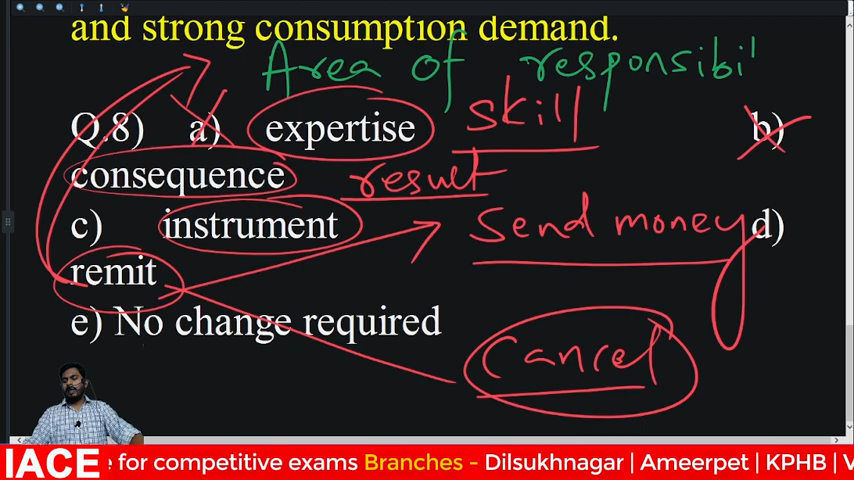 and strong consumption demand.
Area of responsibil
Q.8) a) expertise skill b)
consequence result
c) instrument Send money d)
remit
e) No change required
Cancel
IACE e for competitive exams Branches - Dilsukhnagar | Ameerpet | KPHB | V